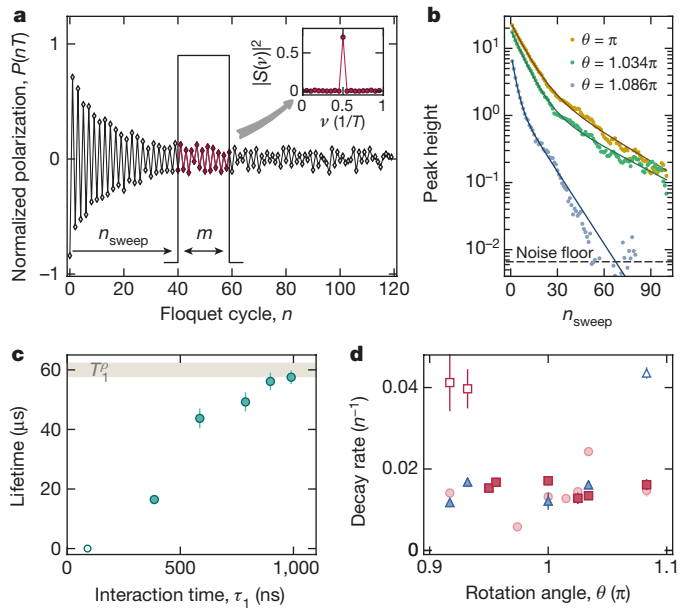 a
Normalized polarization, P(nT)
1
0
−1
0
20
40
60
80
100
120
Floquet cycle, n
n_sweep
m
|S(ν)|²
0.5
0
0
0.5
1
ν (1/T)
b
Peak height
10¹
10⁰
10⁻¹
10⁻²
θ = π
θ = 1.034π
θ = 1.086π
Noise floor
0
30
60
90
n_sweep
c
Lifetime (μs)
60
40
20
0
T₁ᵖ
0
500
1,000
Interaction time, τ₁ (ns)
d
Decay rate (n⁻¹)
0.04
0.02
0
0.9
1
1.1
Rotation angle, θ (π)